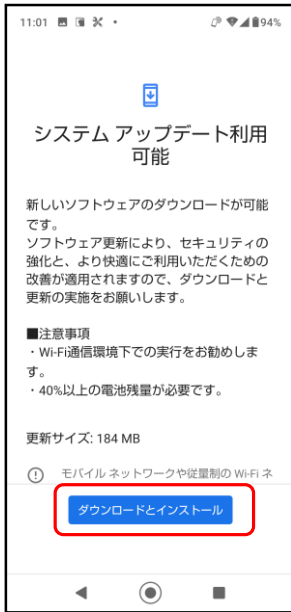 11:01
94%
システム アップデート利用
可能
新しいソフトウェアのダウンロードが可能
です。
ソフトウェア更新により、セキュリティの
強化と、より快適にご利用いただくための
改善が適用されますので、ダウンロードと
更新の実施をお願いします。
■注意事項
・Wi-Fi通信環境下での実行をお勧めしま
す。
・40%以上の電池残量が必要です。
更新サイズ: 184 MB
モバイル ネットワークや従量制の Wi-Fi ネ
ダウンロードとインストール